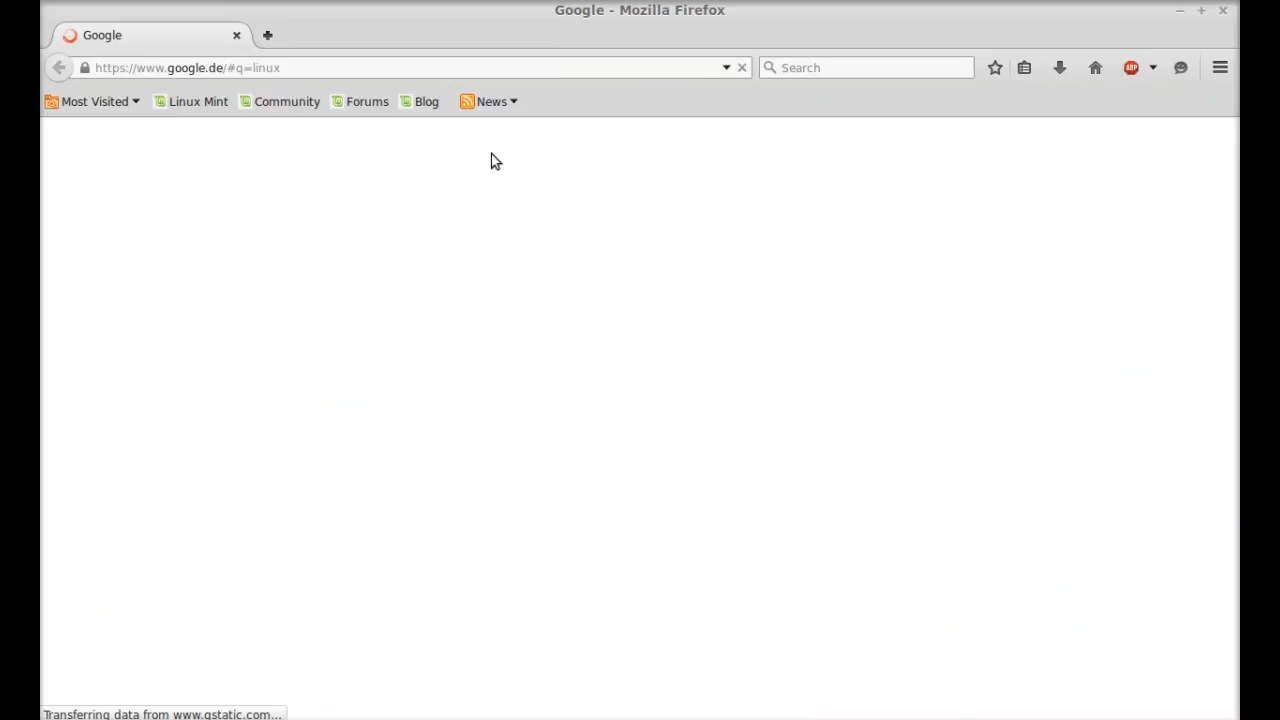 Google - Mozilla Firefox
Google
https://www.google.de/#q=linux
Search
ABP
Most Visited
Linux Mint
Community
Forums
Blog
News
Transferring data from www.gstatic.com...